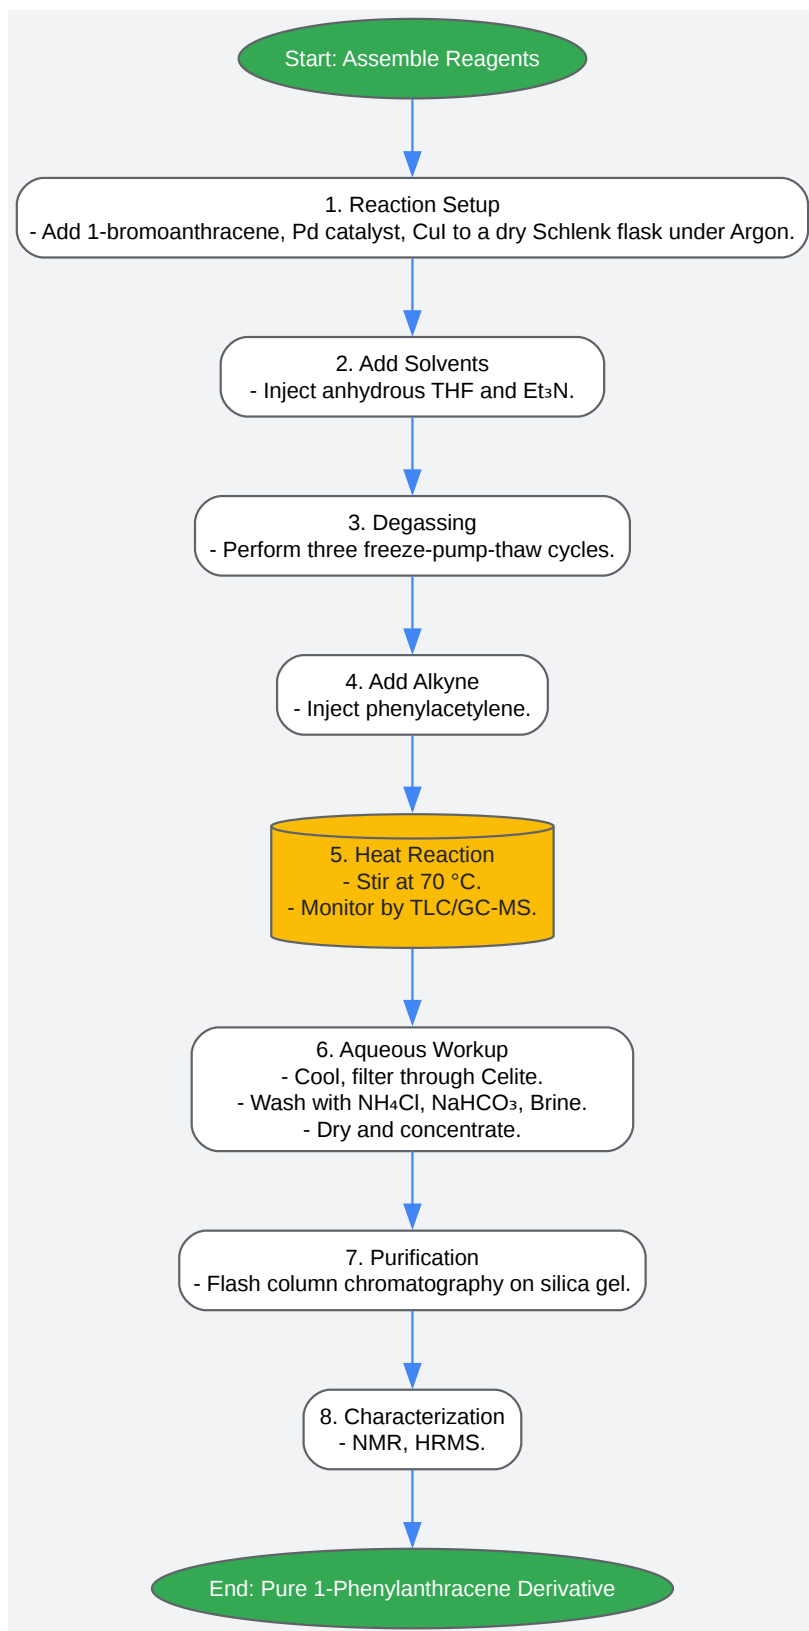 Start: Assemble Reagents
1. Reaction Setup
- Add 1-bromoanthracene, Pd catalyst, CuI to a dry Schlenk flask under Argon.
2. Add Solvents
- Inject anhydrous THF and Et₃N.
3. Degassing
- Perform three freeze-pump-thaw cycles.
4. Add Alkyne
- Inject phenylacetylene.
5. Heat Reaction
- Stir at 70 °C.
- Monitor by TLC/GC-MS.
6. Aqueous Workup
- Cool, filter through Celite.
- Wash with NH₄Cl, NaHCO₃, Brine.
- Dry and concentrate.
7. Purification
- Flash column chromatography on silica gel.
8. Characterization
- NMR, HRMS.
End: Pure 1-Phenylanthracene Derivative